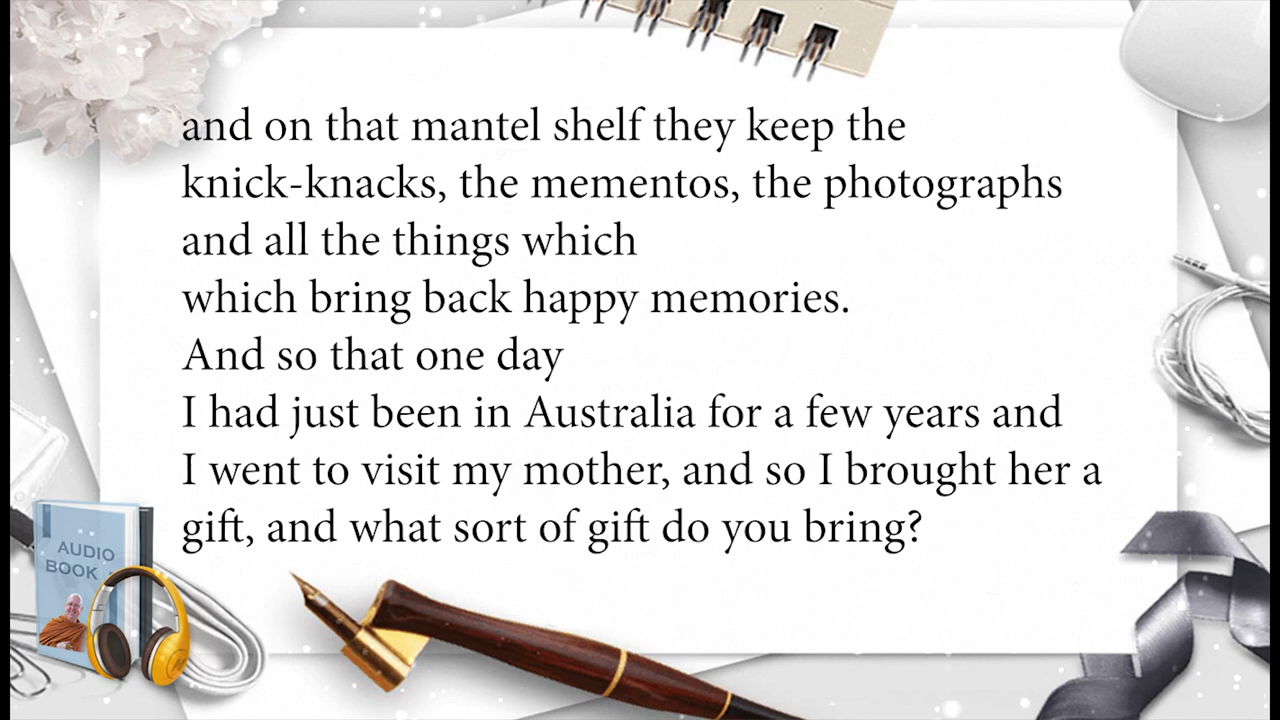 and on that mantel shelf they keep the
knick-knacks, the mementos, the photographs
and all the things which
which bring back happy memories.
And so that one day
I had just been in Australia for a few years and
I went to visit my mother, and so I brought her a
gift, and what sort of gift do you bring?
AUDIO
BOOK